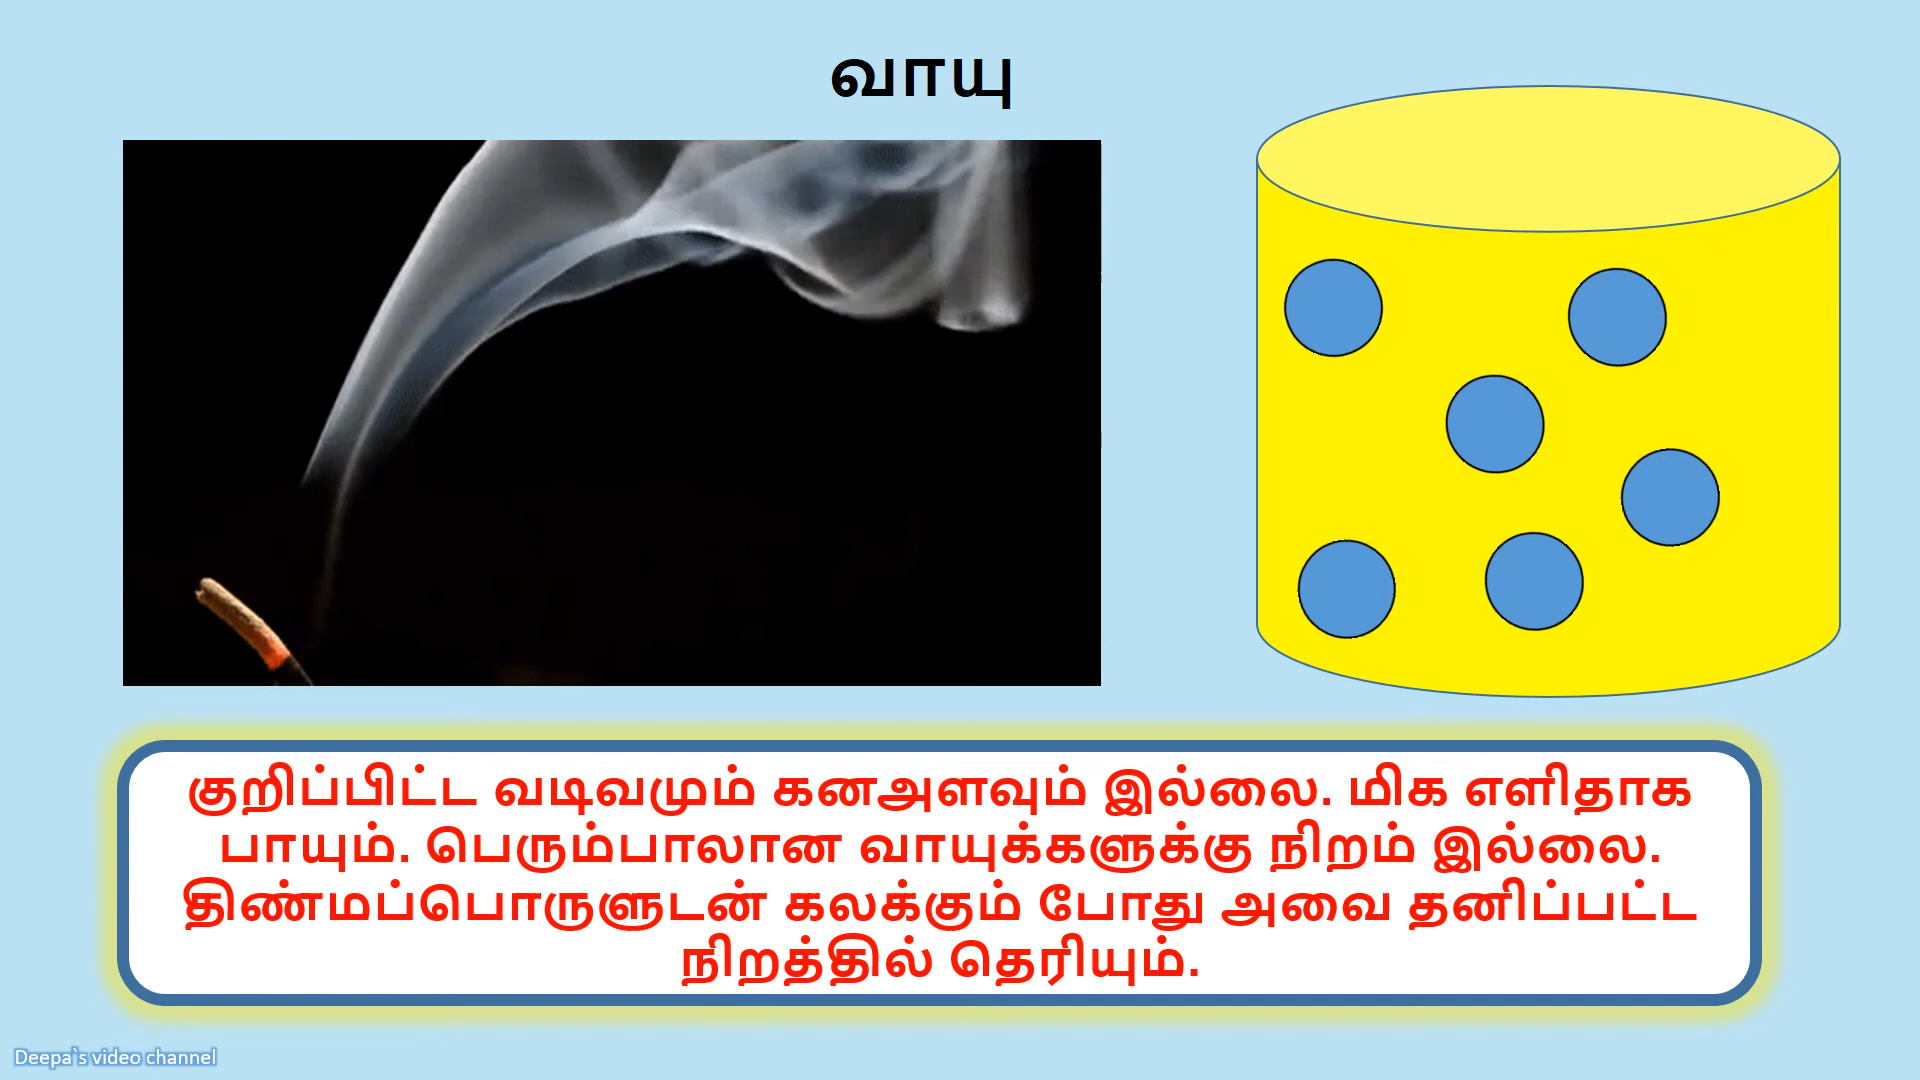 வாயு
குறிப்பிட்ட வடிவமும் கனஅளவும் இல்லை. மிக எளிதாக
பாயும். பெரும்பாலான வாயுக்களுக்கு நிறம் இல்லை.
திண்மப்பொருளுடன் கலக்கும் போது அவை தனிப்பட்ட
நிறத்தில் தெரியும்.
Deepa`s video channel